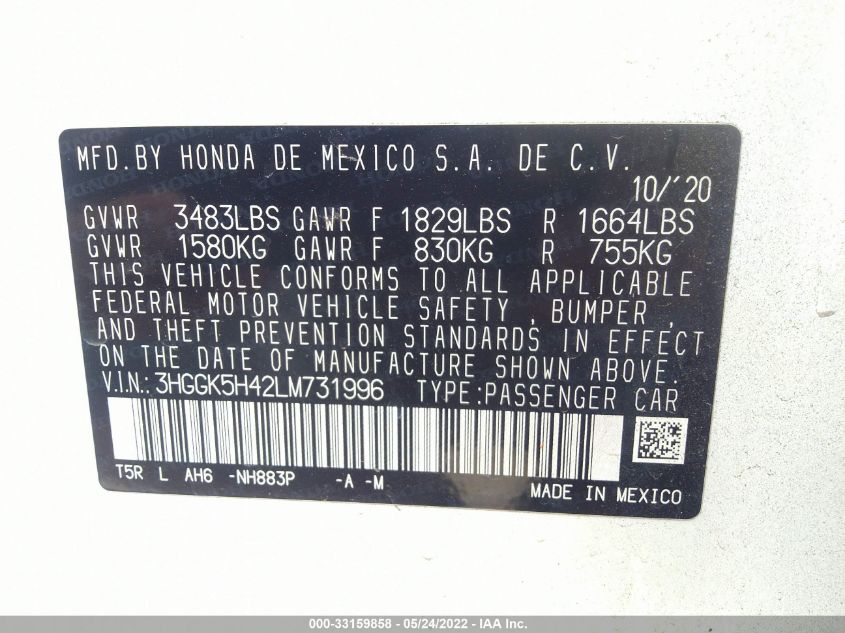 MFD.BY HONDA DE MEXICO S.A. DE C.V.
10/'20
GVWR 3483LBS GAWR F 1829LBS R 1664LBS
GVWR 1580KG GAWR F 830KG R 755KG
THIS VEHICLE CONFORMS TO ALL APPLICABLE
FEDERAL MOTOR VEHICLE SAFETY, BUMPER,
AND THEFT PREVENTION STANDARDS IN EFFECT
ON THE DATE OF MANUFACTURE SHOWN ABOVE.
V.I.N.: 3HGGK5H42LM731996 TYPE:PASSENGER CAR
T5R L AH6 -NH883P -A -M
MADE IN MEXICO
000-33159858 - 05/24/2022 - IAA Inc.